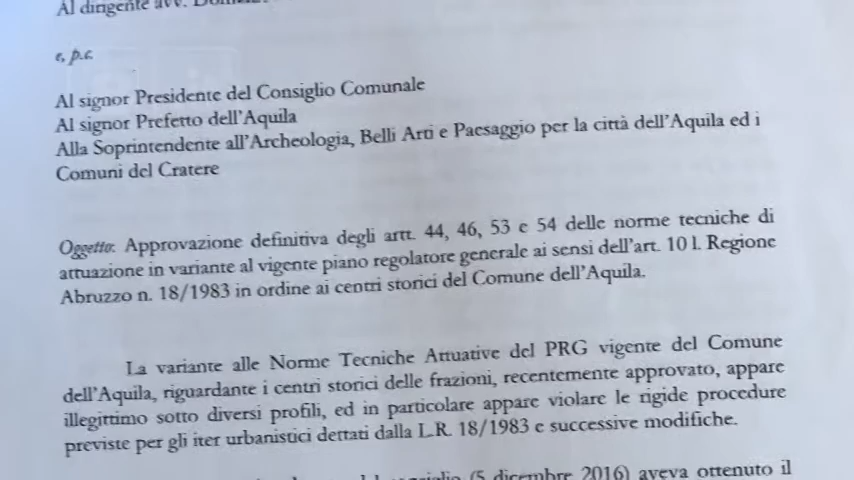 Al dirigente avv.
e, p.c.
Al signor Presidente del Consiglio Comunale
Al signor Prefetto dell'Aquila
Alla Soprintendente all'Archeologia, Belli Arti e Paesaggio per la città dell'Aquila ed i
Comuni del Cratere
Oggetto: Approvazione definitiva degli artt. 44, 46, 53 e 54 delle norme tecniche di
attuazione in variante al vigente piano regolatore generale ai sensi dell'art. 10 l. Regione
Abruzzo n. 18/1983 in ordine ai centri storici del Comune dell'Aquila.
La variante alle Norme Tecniche Attuative del PRG vigente del Comune
dell'Aquila, riguardante i centri storici delle frazioni, recentemente approvato, appare
illegittimo sotto diversi profili, ed in particolare appare violare le rigide procedure
previste per gli iter urbanistici dettati dalla L.R. 18/1983 e successive modifiche.
(5 dicembre 2016) aveva ottenuto il